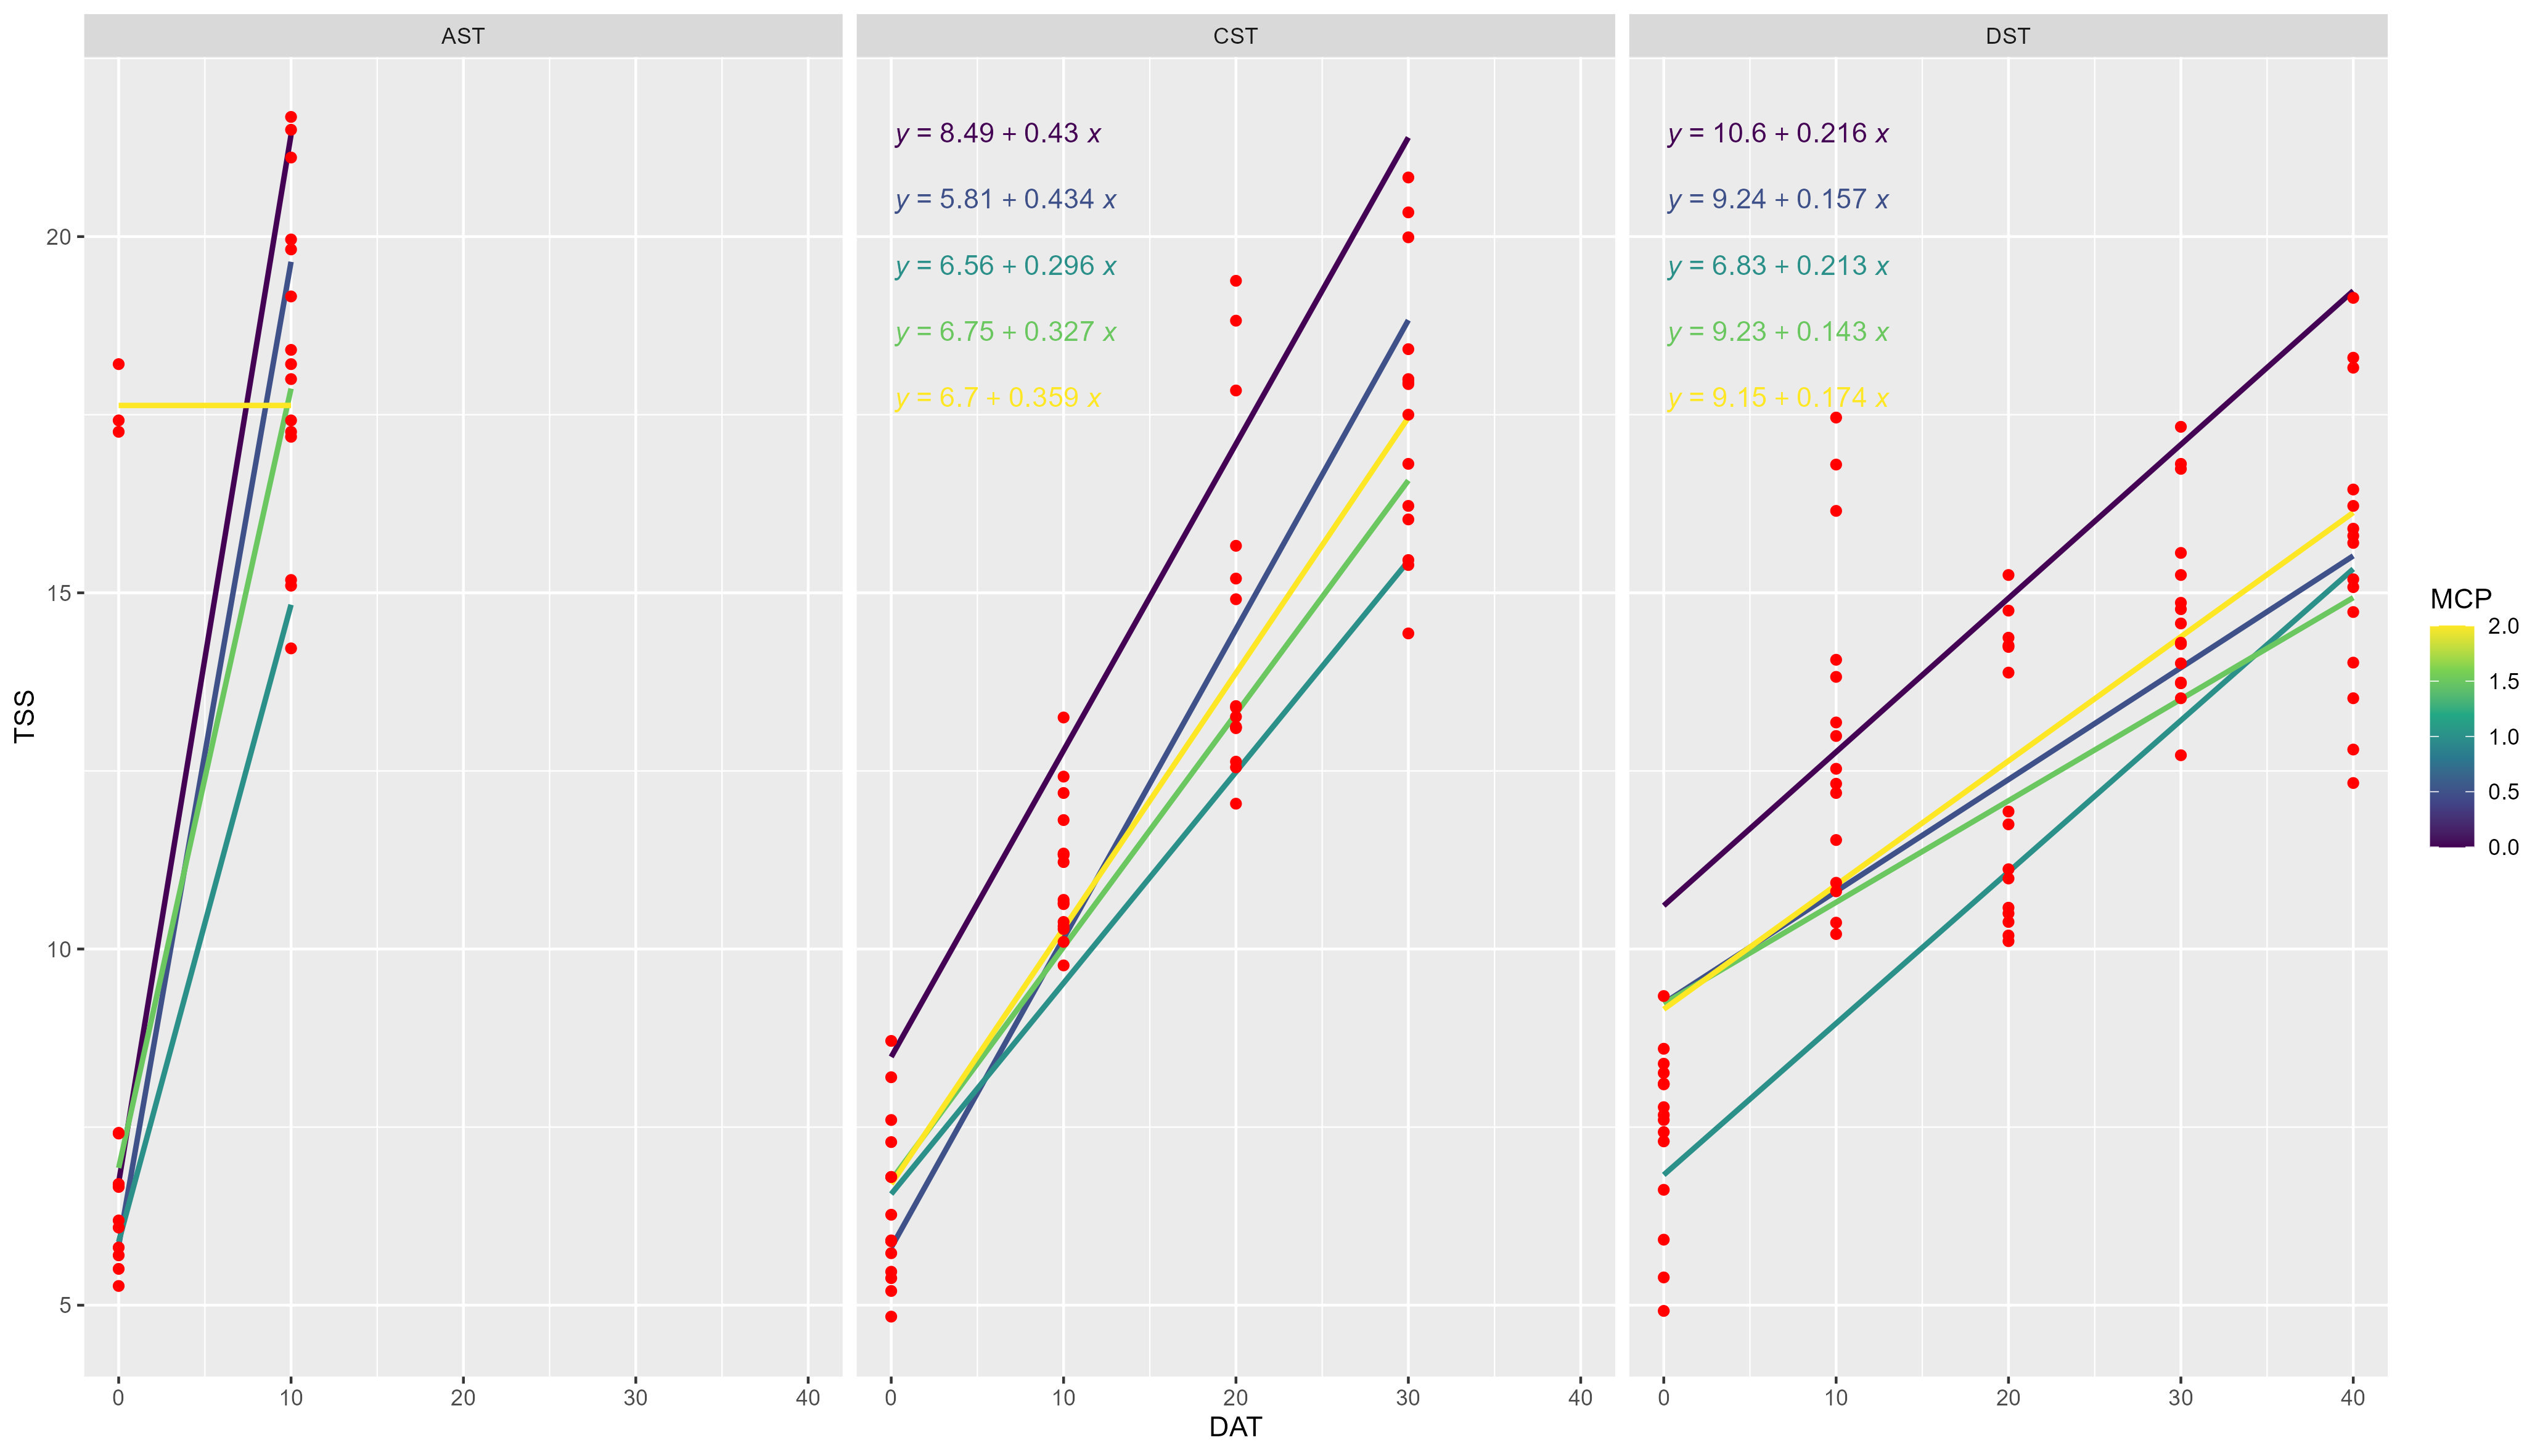 AST
CST
DST
y = 8.49 + 0.43 x
y = 5.81 + 0.434 x
y = 6.56 + 0.296 x
y = 6.75 + 0.327 x
y = 6.7 + 0.359 x
y = 10.6 + 0.216 x
y = 9.24 + 0.157 x
y = 6.83 + 0.213 x
y = 9.23 + 0.143 x
y = 9.15 + 0.174 x
TSS
20
15
10
5
0 10 20 30 40
0 10 20 30 40
0 10 20 30 40
DAT
MCP
2.0
1.5
1.0
0.5
0.0